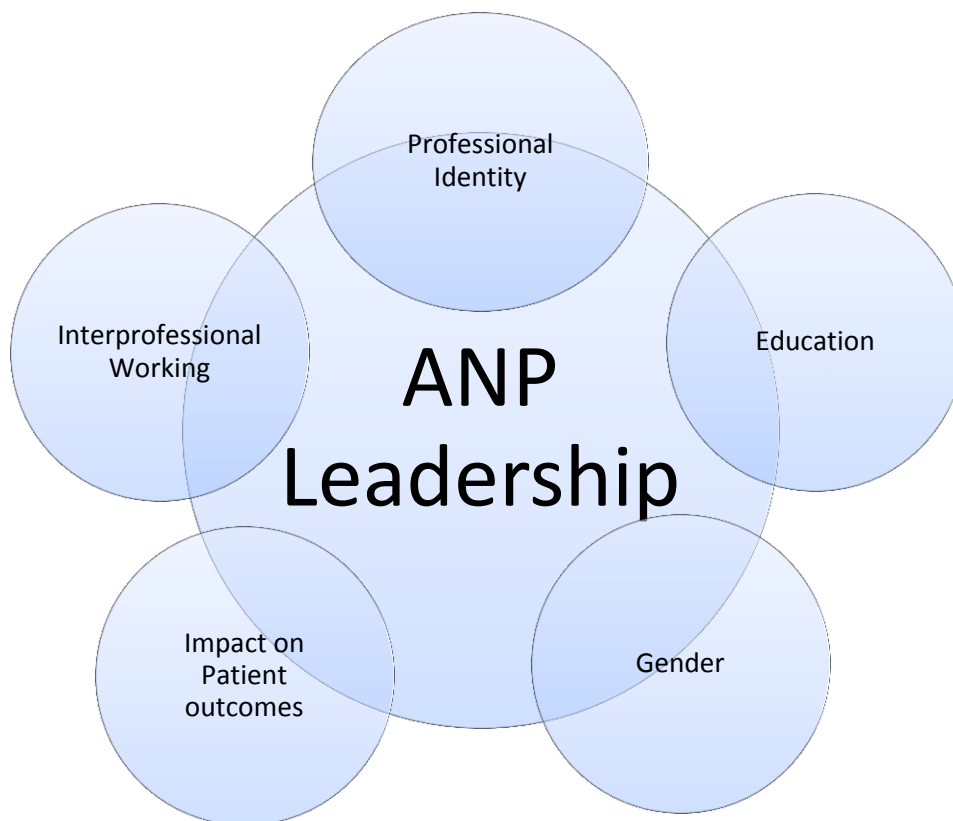 Professional
Identity
Interprofessional
Working
Education
ANP
Leadership
Impact on
Patient
outcomes
Gender